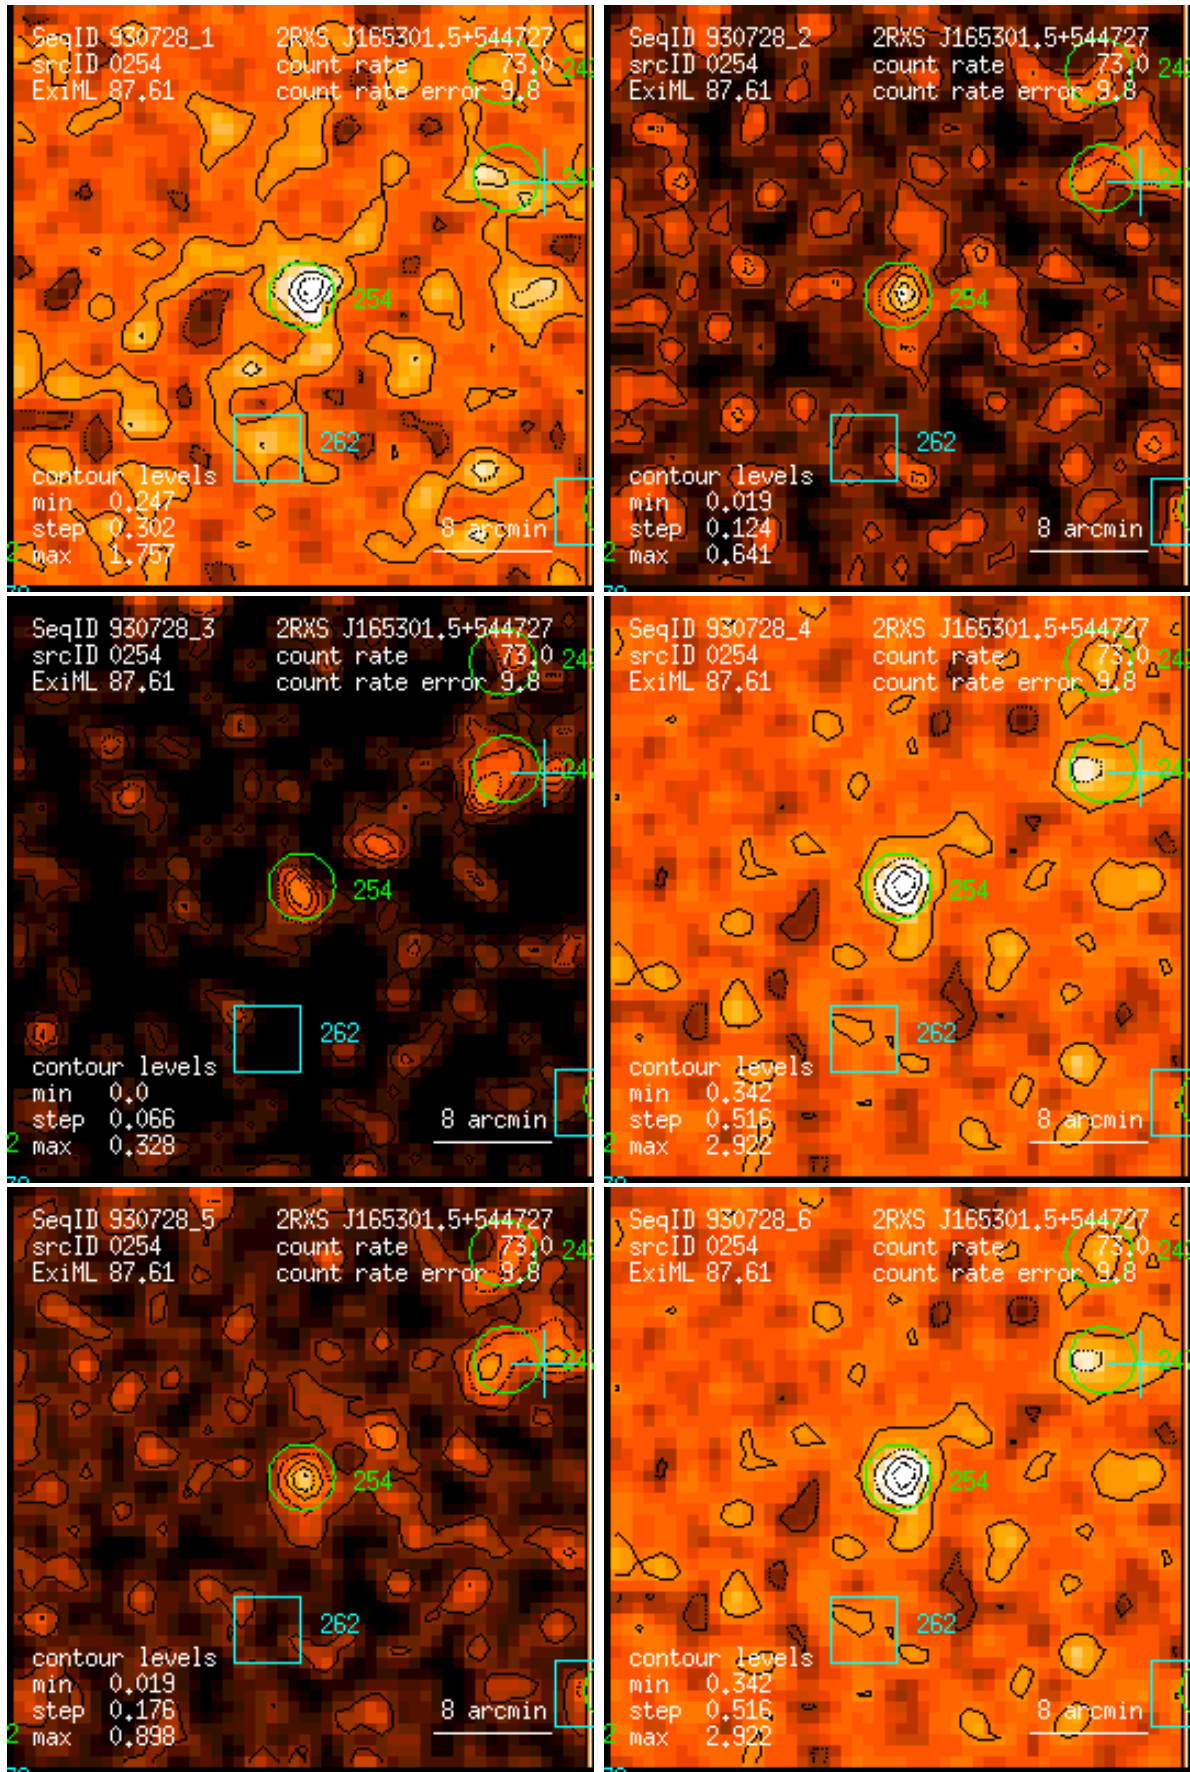 SeqID 930728_1 2RXS J165301.5+544727
srcID 0254 count rate 73.0
ExiML 87.61 count rate error 9.8
254
262
contour levels
min 0.247
step 0.302 8 arcmin
max 1.757
SeqID 930728_2 2RXS J165301.5+544727
srcID 0254 count rate 73.0
ExiML 87.61 count rate error 9.8
254
262
contour levels
min 0.019
step 0.124 8 arcmin
max 0.641
SeqID 930728_3 2RXS J165301.5+544727
srcID 0254 count rate 73.0
ExiML 87.61 count rate error 9.8
254
262
contour levels
min 0.0
step 0.066 8 arcmin
max 0.328
SeqID 930728_4 2RXS J165301.5+544727
srcID 0254 count rate 73.0
ExiML 87.61 count rate error 9.8
254
262
contour levels
min 0.342
step 0.516 8 arcmin
max 2.922
SeqID 930728_5 2RXS J165301.5+544727
srcID 0254 count rate 73.0
ExiML 87.61 count rate error 9.8
254
262
contour levels
min 0.019
step 0.176 8 arcmin
max 0.898
SeqID 930728_6 2RXS J165301.5+544727
srcID 0254 count rate 73.0
ExiML 87.61 count rate error 9.8
254
262
contour levels
min 0.342
step 0.516 8 arcmin
max 2.922